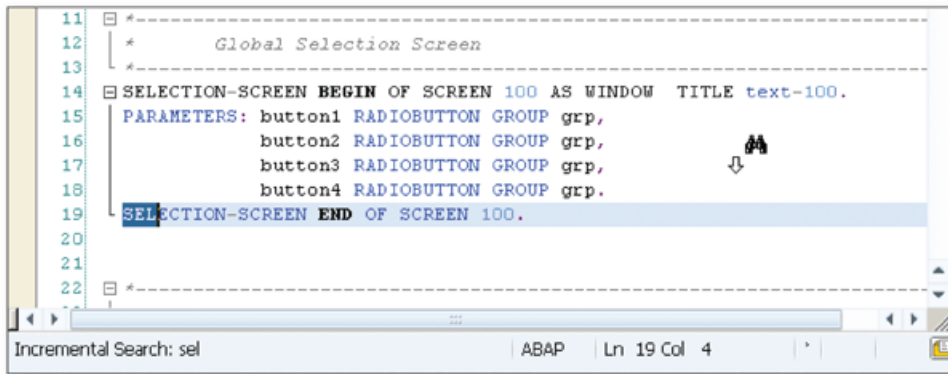 11 *----------------------------------------------------------------------
12 *       Global Selection Screen
13 *----------------------------------------------------------------------
14 SELECTION-SCREEN BEGIN OF SCREEN 100 AS WINDOW  TITLE text-100.
15 PARAMETERS: button1 RADIOBUTTON GROUP grp,
16             button2 RADIOBUTTON GROUP grp,
17             button3 RADIOBUTTON GROUP grp,
18             button4 RADIOBUTTON GROUP grp.
19 SELECTION-SCREEN END OF SCREEN 100.
20
21
22 *----------------------------------------------------------------------
Incremental Search: sel ABAP Ln 19 Col 4 *